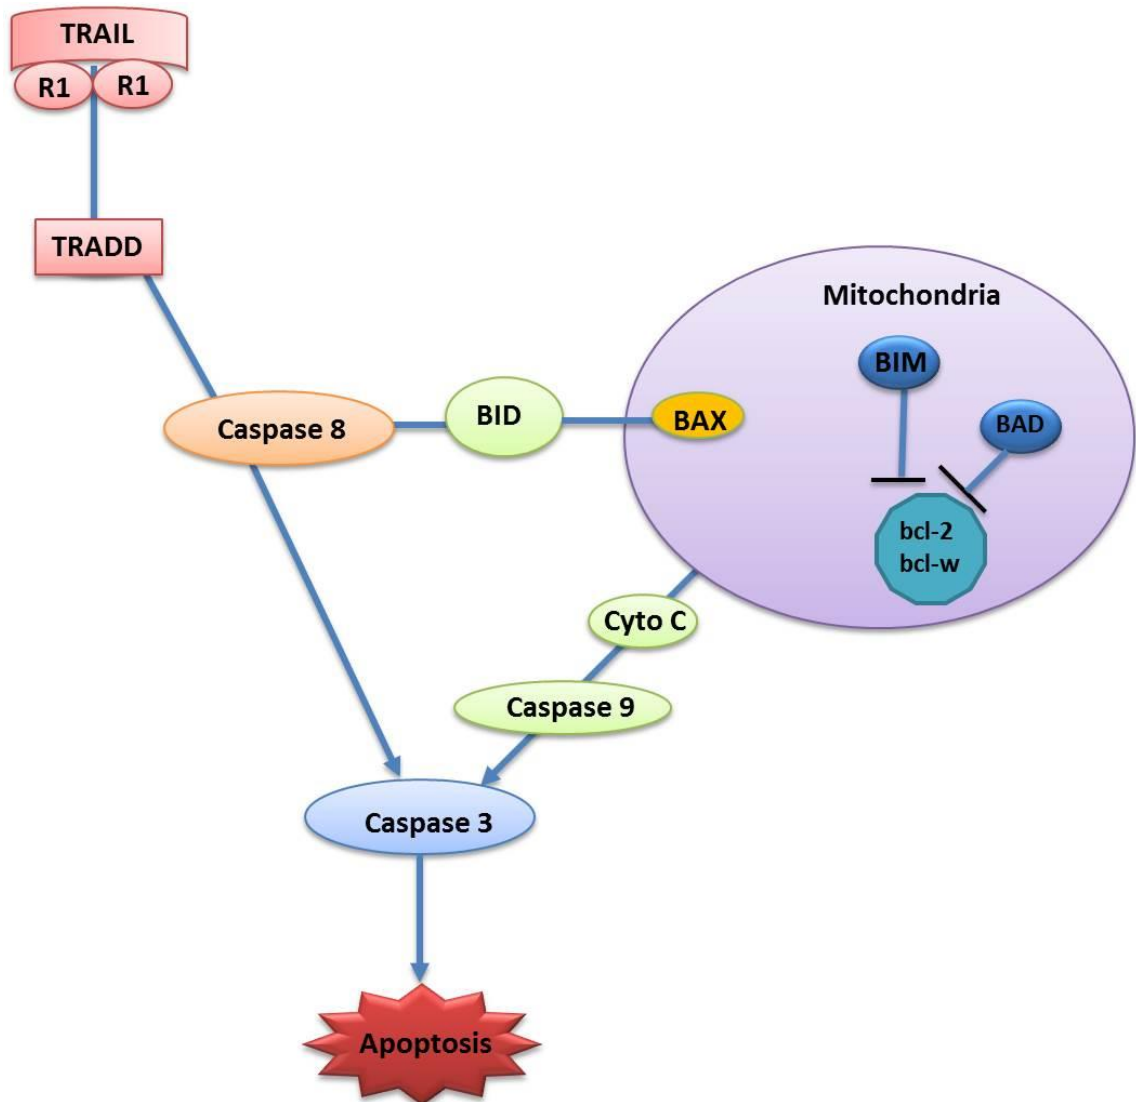 TRAIL
R1
R1
TRADD
Mitochondria
BIM
BAD
Caspase 8
BID
BAX
bcl-2
bcl-w
Cyto C
Caspase 9
Caspase 3
Apoptosis